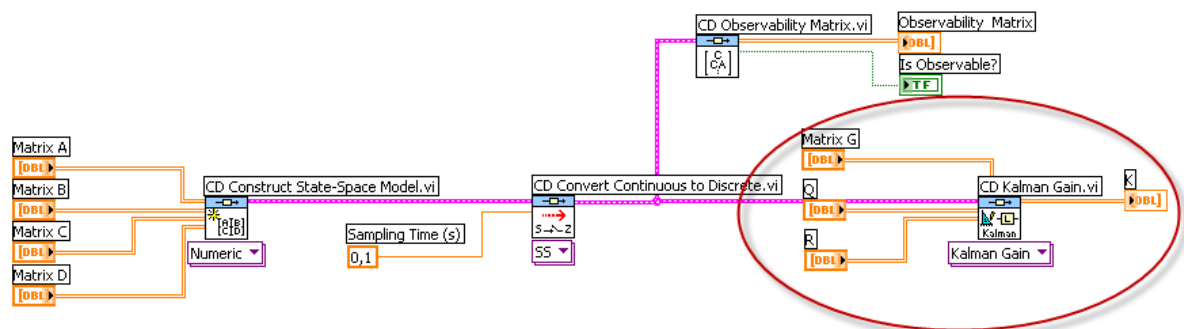 CD Observability Matrix.vi
Observability Matrix
DBL]
C
CA
Is Observable?
TF
Matrix A
[DBL]
Matrix B
[DBL]
Matrix C
[DBL]
Matrix D
[DBL]
CD Construct State-Space Model.vi
[A|B]
[C|D]
Numeric
Sampling Time (s)
0,1
CD Convert Continuous to Discrete.vi
S Z
SS
Matrix G
[DBL]
Q
[DBL]
R
[DBL]
CD Kalman Gain.vi
L
Kalman
Kalman Gain
K
DBL]